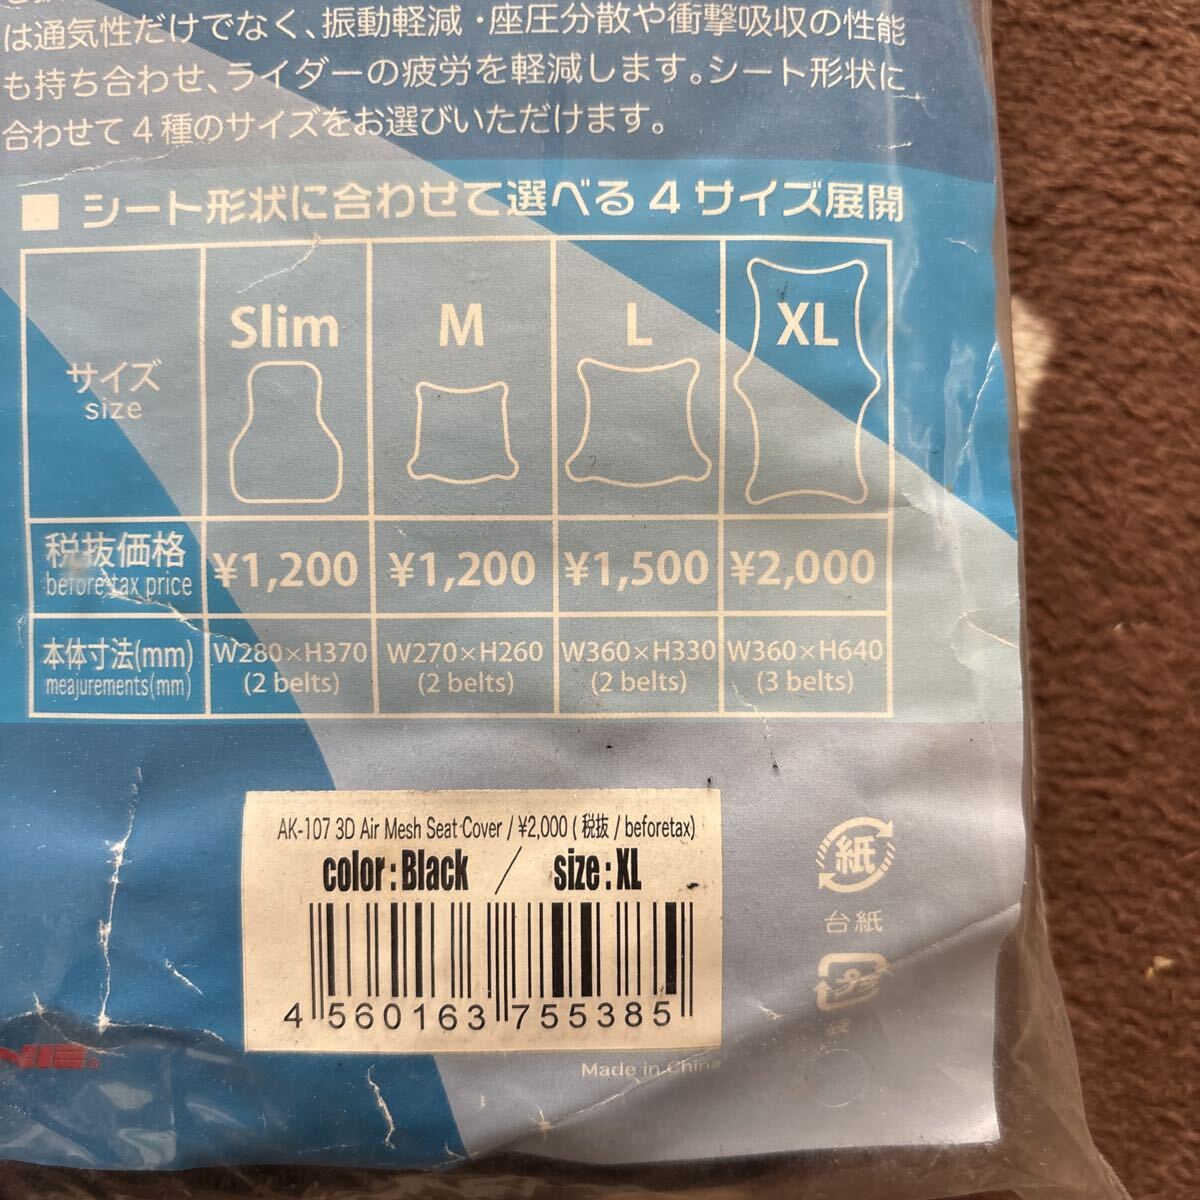 は通気性だけでなく、振動軽減・座圧分散や衝撃吸収の性能
も持ち合わせ、ライダーの疲労を軽減します。シート形状に
合わせて4種のサイズをお選びいただけます。
■ シート形状に合わせて選べる4サイズ展開
サイズ
size
Slim
M
L
XL
税抜価格
before tax price
¥1,200
¥1,200
¥1,500
¥2,000
本体寸法(mm)
meajurements(mm)
W280×H370
(2 belts)
W270×H260
(2 belts)
W360×H330
(2 belts)
W360×H640
(3 belts)
AK-107 3D Air Mesh Seat Cover / ¥2,000 ( 税抜 / beforetax)
color : Black / size : XL
4 560163 755385
紙
台紙
袋
Made in China